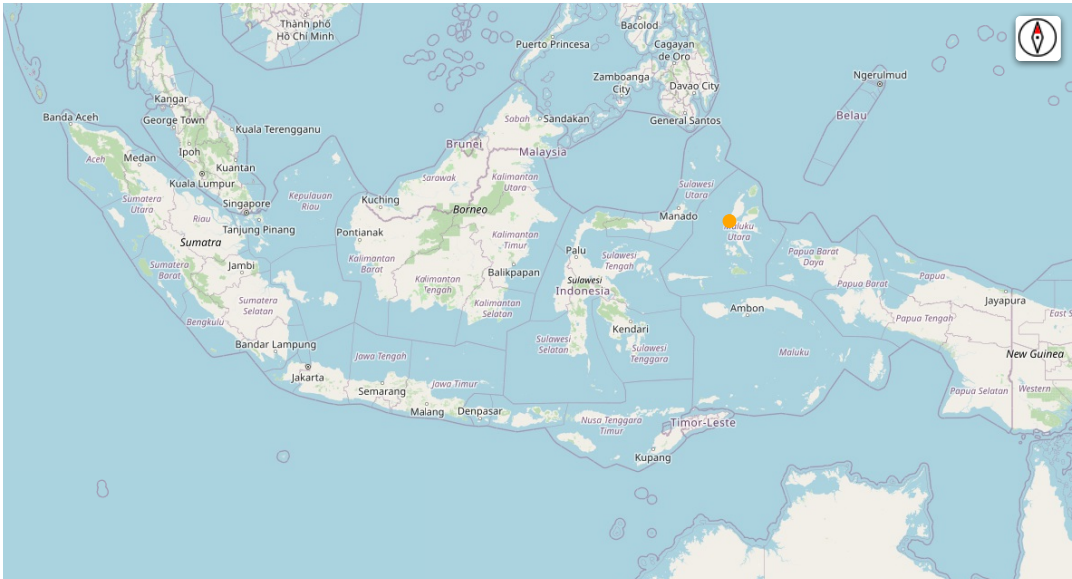 Thành phố
Hồ Chí Minh
Bacolod
Puerto Princesa
Cagayan
de Oro
Zamboanga
City
Davao City
Ngerulmud
Kangar
Banda Aceh
George Town
Kuala Terengganu
Sabah
Sandakan
General Santos
Belau
Brunei
Malaysia
Ipoh
Medan
Aceh
Kuantan
Kuala Lumpur
Sarawak
Kalimantan
Utara
Sulawesi
Utara
Sumatera
Utara
Kepulauan
Riau
Kuching
Singapore
Borneo
Manado
Riau
Tanjung Pinang
Pontianak
Maluku
Utara
Sumatra
Kalimantan
Timur
Palu
Sulawesi
Tengah
Papua Barat
Daya
Sumatera
Barat
Jambi
Kalimantan
Barat
Balikpapan
Kalimantan
Tengah
Sulawesi
Indonesia
Papua
Papua Barat
Jayapura
Sumatera
Selatan
Kalimantan
Selatan
Ambon
Papua Tengah
East S
Bengkulu
Kendari
Bandar Lampung
Sulawesi
Selatan
Sulawesi
Tenggara
Maluku
New Guinea
Jawa Tengah
Jakarta
Semarang
Jawa Timur
Papua Selatan
Western
Malang
Denpasar
Nusa Tenggara
Timur
Timor-Leste
Kupang